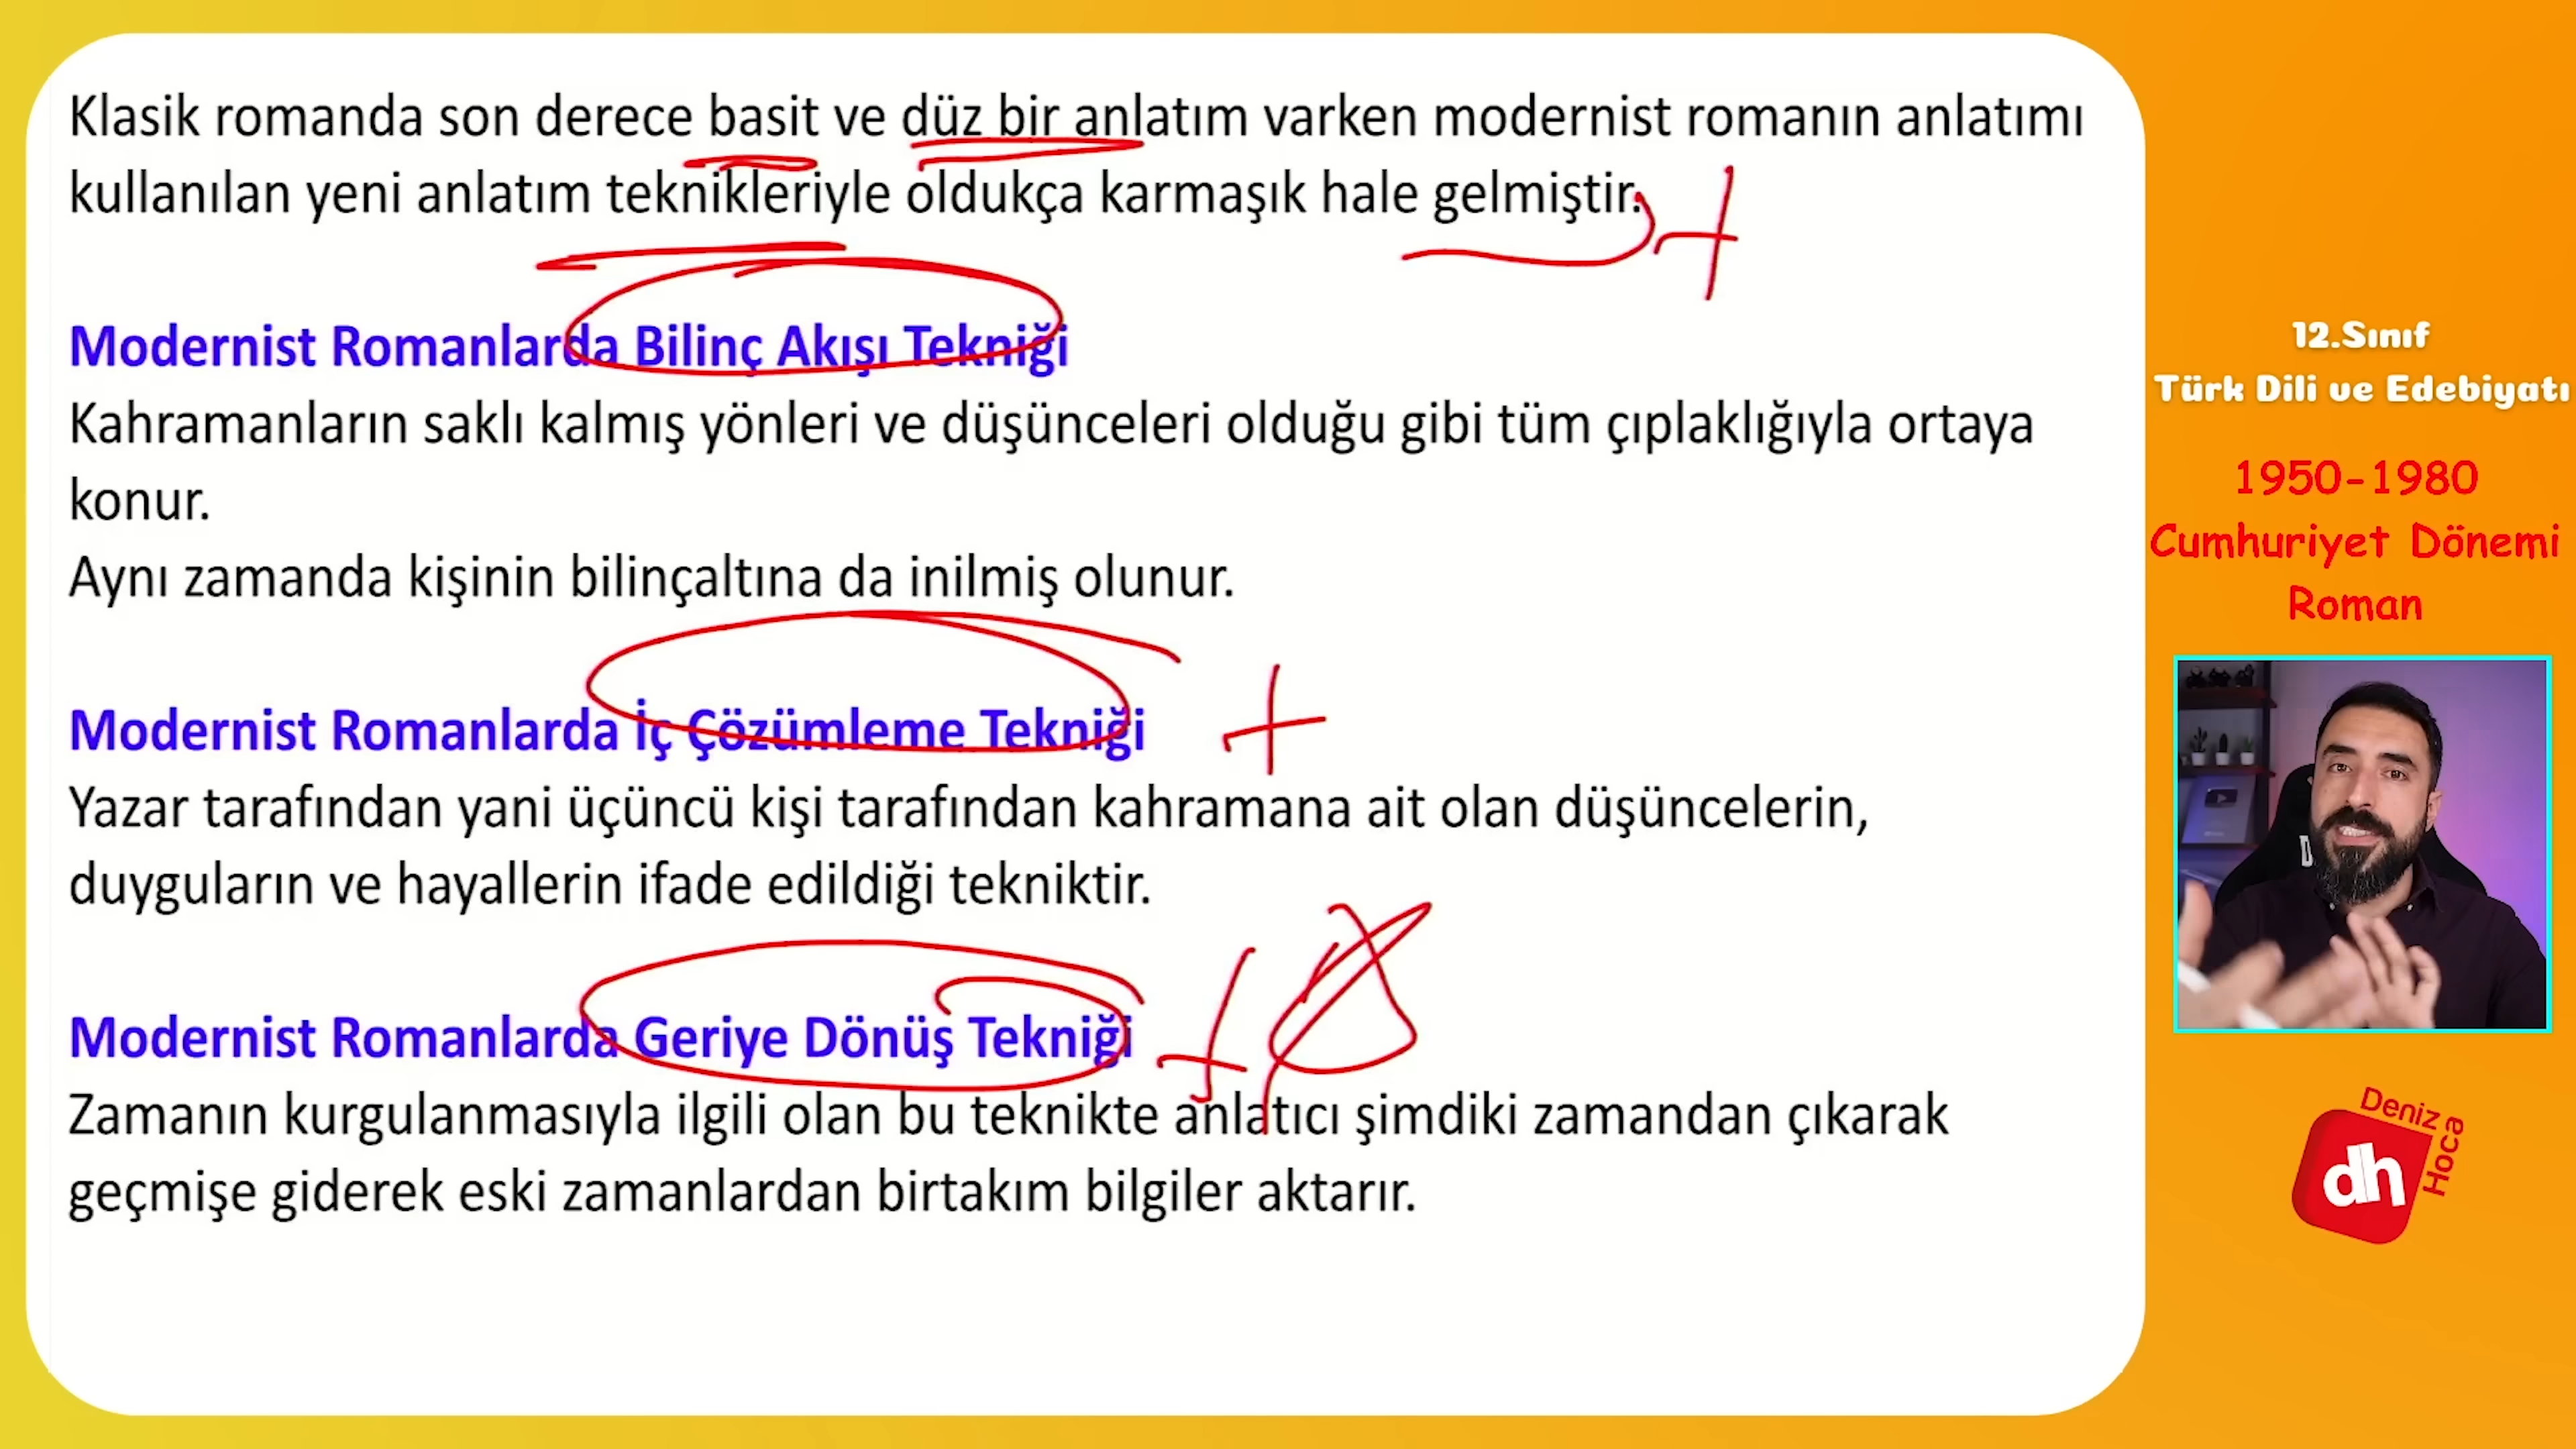 Klasik romanda son derece basit ve düz bir anlatım varken modernist romanın anlatımı
kullanılan yeni anlatım teknikleriyle oldukça karmaşık hale gelmiştir.
Modernist Romanlarda Bilinç Akışı Tekniği
Kahramanların saklı kalmış yönleri ve düşünceleri olduğu gibi tüm çıplaklığıyla ortaya
konur.
Aynı zamanda kişinin bilinçaltına da inilmiş olunur.
Modernist Romanlarda İç Çözümleme Tekniği
Yazar tarafından yani üçüncü kişi tarafından kahramana ait olan düşüncelerin,
duyguların ve hayallerin ifade edildiği tekniktir.
Modernist Romanlarda Geriye Dönüş Tekniği
Zamanın kurgulanmasıyla ilgili olan bu teknikte anlatıcı şimdiki zamandan çıkarak
geçmişe giderek eski zamanlardan birtakım bilgiler aktarır.
12.Sınıf
Türk Dili ve Edebiyatı
1950-1980
Cumhuriyet Dönemi
Roman
Deniz
Hoca
dh